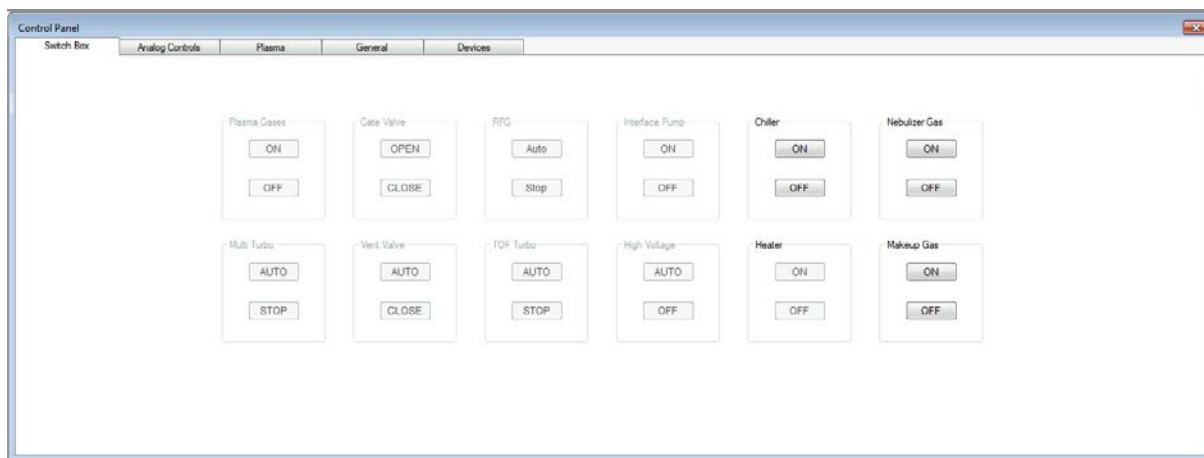 Control Panel
Switch Box Analog Controls Plasma General Devices
Plasma Gases Gate Valve RFG Interface Pump Chiller Nebulizer Gas
ON OPEN Auto ON ON ON
OFF CLOSE Stop OFF OFF OFF
Multi Turbo Vent Valve TOF Turbo High Voltage Heater Makeup Gas
AUTO AUTO AUTO AUTO ON ON
STOP CLOSE STOP OFF OFF OFF